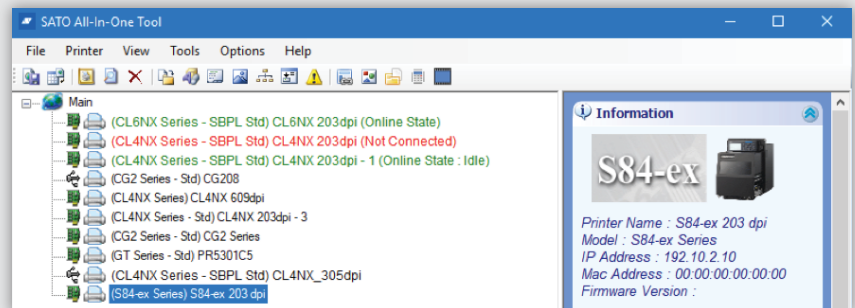 SATO All-In-One Tool
File Printer View Tools Options Help
Main
(CL6NX Series - SBPL Std) CL6NX 203dpi (Online State)
(CL4NX Series - SBPL Std) CL4NX 203dpi (Not Connected)
(CL4NX Series - SBPL Std) CL4NX 203dpi - 1 (Online State : Idle)
(CG2 Series - Std) CG208
(CL4NX Series) CL4NX 609dpi
(CL4NX Series - Std) CL4NX 203dpi - 3
(CG2 Series - Std) CG2 Series
(GT Series - Std) PR5301C5
(CL4NX Series - SBPL Std) CL4NX_305dpi
(S84-ex Series) S84-ex 203 dpi
Information
S84-ex
Printer Name : S84-ex 203 dpi
Model : S84-ex Series
IP Address : 192.10.2.10
Mac Address : 00:00:00:00:00:00
Firmware Version :